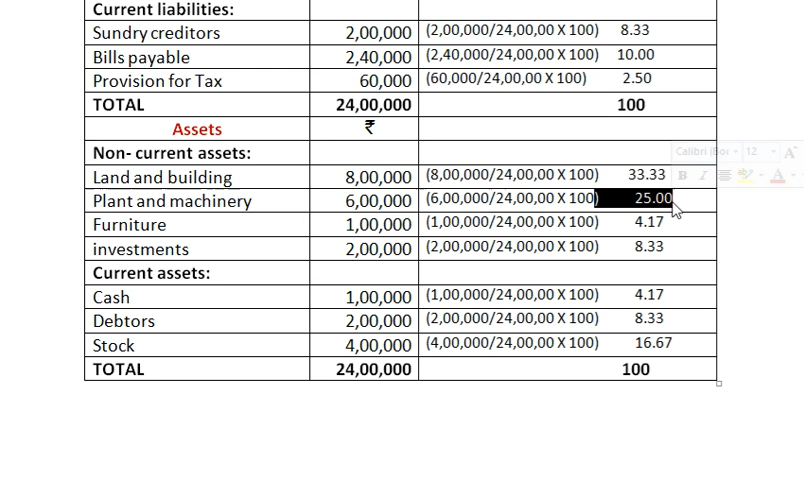 Current liabilities:
Sundry creditors 2,00,000 (2,00,000/24,00,00 X 100) 8.33
Bills payable 2,40,000 (2,40,000/24,00,00 X 100) 10.00
Provision for Tax 60,000 (60,000/24,00,00 X 100) 2.50
TOTAL 24,00,000 100
Assets ₹
Non- current assets:
Land and building 8,00,000 (8,00,000/24,00,00 X 100) 33.33
Plant and machinery 6,00,000 (6,00,000/24,00,00 X 100) 25.00
Furniture 1,00,000 (1,00,000/24,00,00 X 100) 4.17
investments 2,00,000 (2,00,000/24,00,00 X 100) 8.33
Current assets:
Cash 1,00,000 (1,00,000/24,00,00 X 100) 4.17
Debtors 2,00,000 (2,00,000/24,00,00 X 100) 8.33
Stock 4,00,000 (4,00,000/24,00,00 X 100) 16.67
TOTAL 24,00,000 100
Calibri (Boc 12 A
B I A